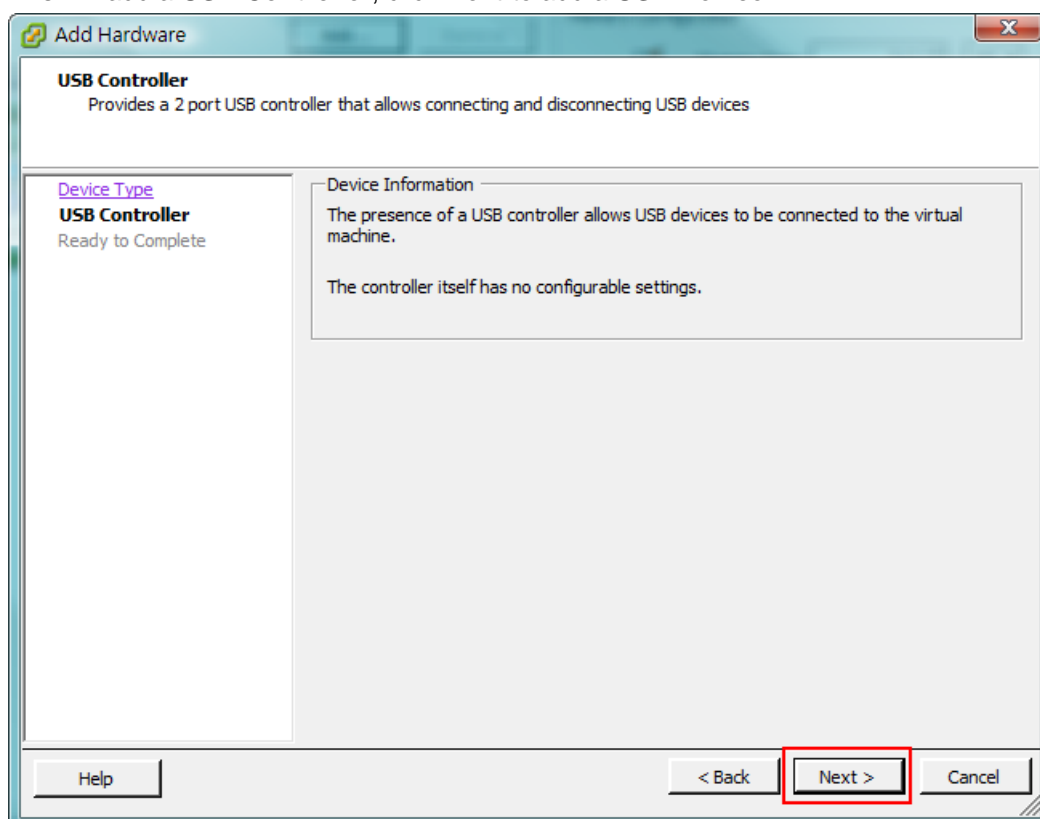 Add Hardware
USB Controller
Provides a 2 port USB controller that allows connecting and disconnecting USB devices
Device Type
USB Controller
Ready to Complete
Device Information
The presence of a USB controller allows USB devices to be connected to the virtual
machine.
The controller itself has no configurable settings.
Help
< Back
Next >
Cancel